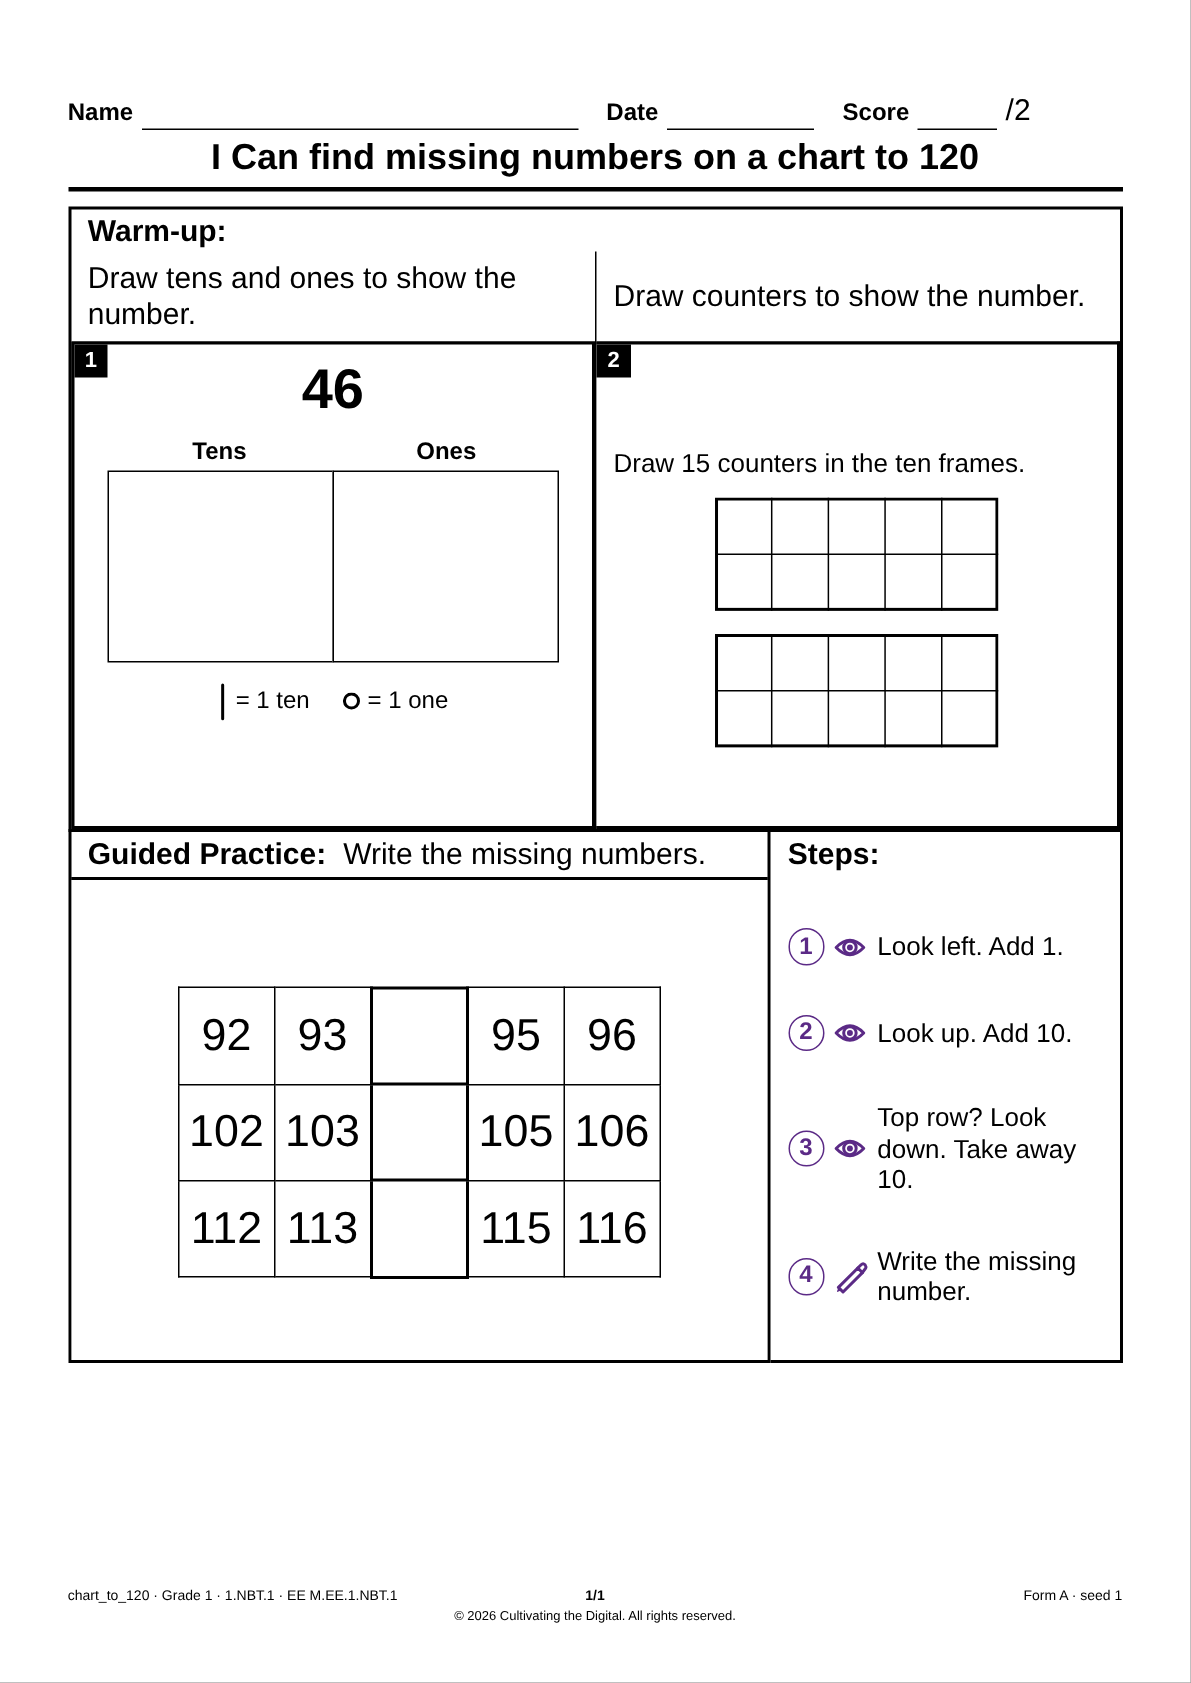 Name Date Score /2
I Can find missing numbers on a chart to 120
Warm-up:
Draw tens and ones to show the
number.
Draw counters to show the number.
1
46
Tens Ones
= 1 ten = 1 one
2
Draw 15 counters in the ten frames.
Guided Practice: Write the missing numbers.
92 93 95 96
102 103 105 106
112 113 115 116
Steps:
1 Look left. Add 1.
2 Look up. Add 10.
3 Top row? Look
down. Take away
10.
4 Write the missing
number.
chart_to_120 · Grade 1 · 1.NBT.1 · EE M.EE.1.NBT.1 1/1 Form A · seed 1
© 2026 Cultivating the Digital. All rights reserved.